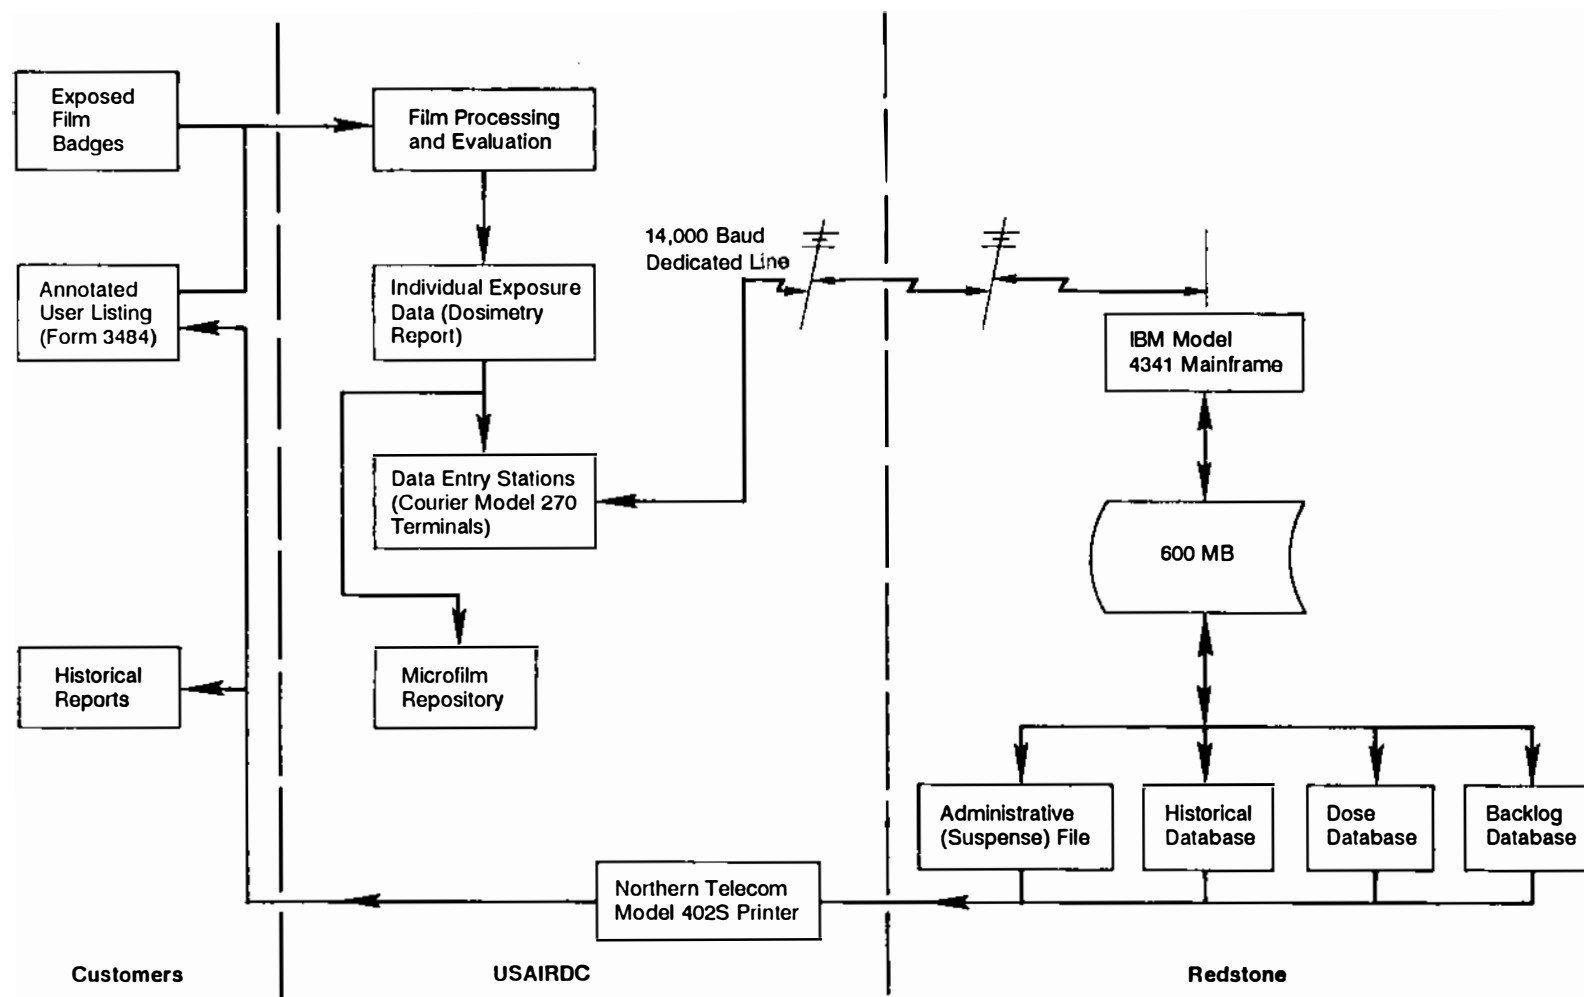 Exposed
Film
Badges
Film Processing
and Evaluation
14,000 Baud
Dedicated Line
Annotated
User Listing
(Form 3484)
Individual Exposure
Data (Dosimetry
Report)
IBM Model
4341 Mainframe
Data Entry Stations
(Courier Model 270
Terminals)
600 MB
Historical
Reports
Microfilm
Repository
Administrative
(Suspense) File
Historical
Database
Dose
Database
Backlog
Database
Northern Telecom
Model 402S Printer
Customers
USAIRDC
Redstone